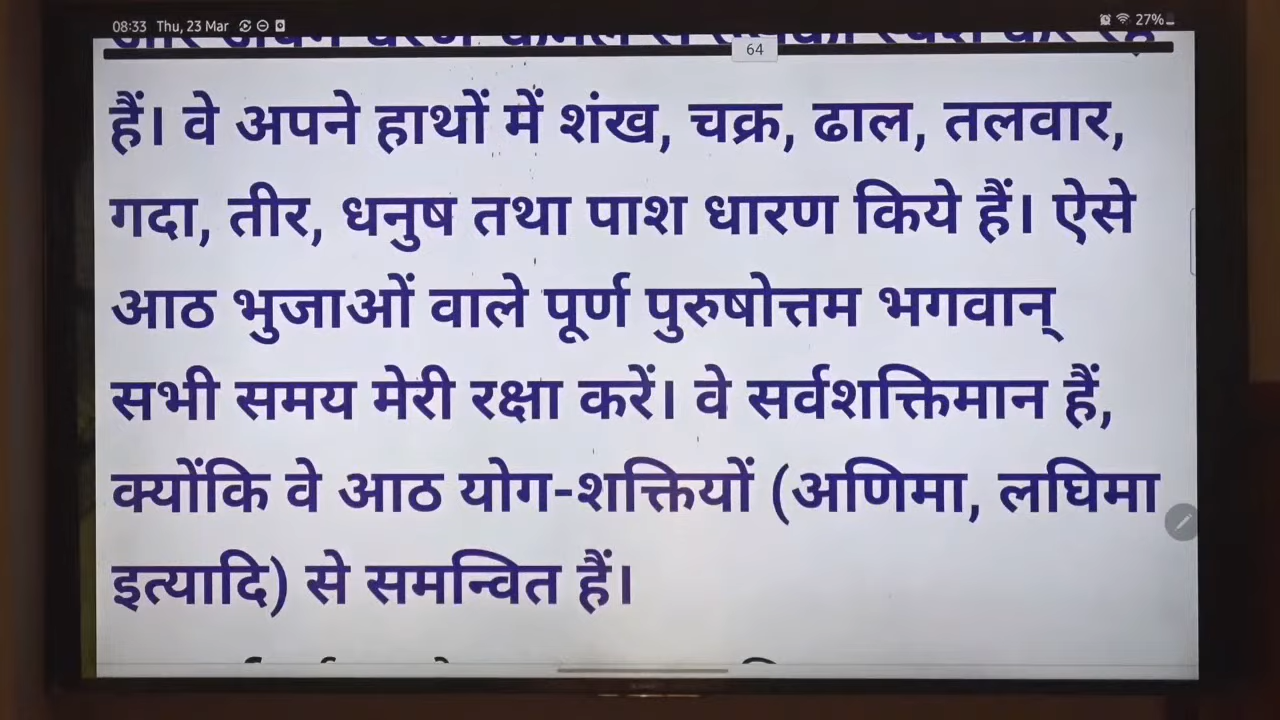 08:33 Thu, 23 Mar
27%
64
हैं। वे अपने हाथों में शंख, चक्र, ढाल, तलवार,
गदा, तीर, धनुष तथा पाश धारण किये हैं। ऐसे
आठ भुजाओं वाले पूर्ण पुरुषोत्तम भगवान्
सभी समय मेरी रक्षा करें। वे सर्वशक्तिमान हैं,
क्योंकि वे आठ योग-शक्तियों (अणिमा, लघिमा
इत्यादि) से समन्वित हैं।